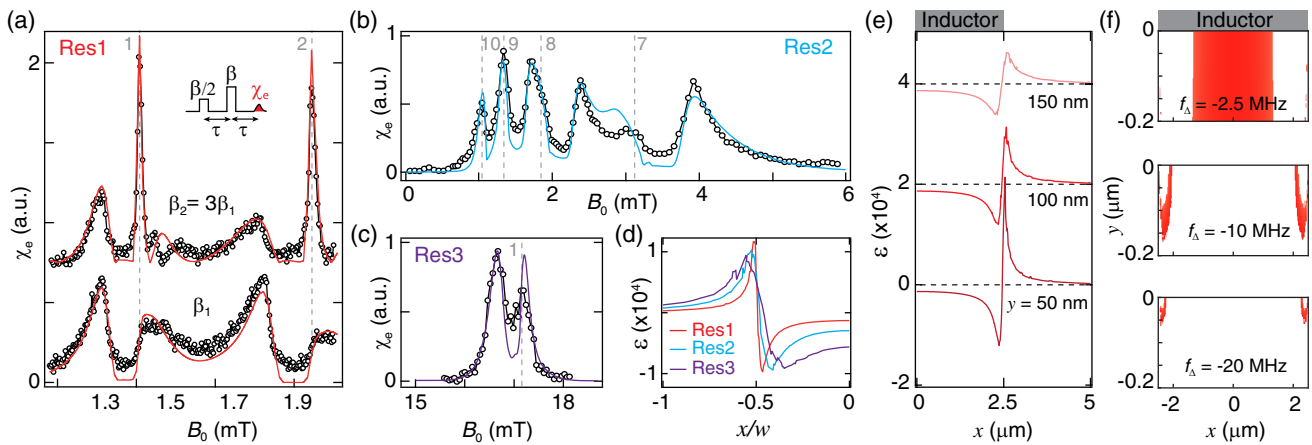 (a)
Res1
1
2
β/2
β
χe
τ
τ
β2= 3β1
β1
2
0
χe (a.u.)
1.3
1.5
1.7
1.9
B0 (mT)
(b)
Res2
10
9
8
7
1
0
χe (a.u.)
0
2
4
6
B0 (mT)
(c)
Res3
1
1
0
χe (a.u.)
15
18
B0 (mT)
(d)
1
0
-1
ε (x10⁴)
Res1
Res2
Res3
-1
-0.5
0
x/w
(e)
Inductor
4
2
0
-2
ε (x10⁴)
150 nm
100 nm
y = 50 nm
0
2.5
5
x (μm)
(f)
Inductor
0
-0.2
fΔ = -2.5 MHz
0
-0.2
y (μm)
fΔ = -10 MHz
0
-0.2
fΔ = -20 MHz
-2
0
2
x (μm)